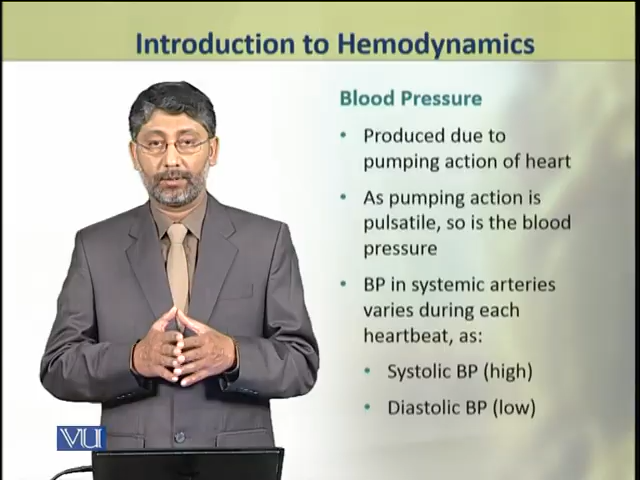 Introduction to Hemodynamics
Blood Pressure
• Produced due to
pumping action of heart
• As pumping action is
pulsatile, so is the blood
pressure
• BP in systemic arteries
varies during each
heartbeat, as:
• Systolic BP (high)
• Diastolic BP (low)
VU